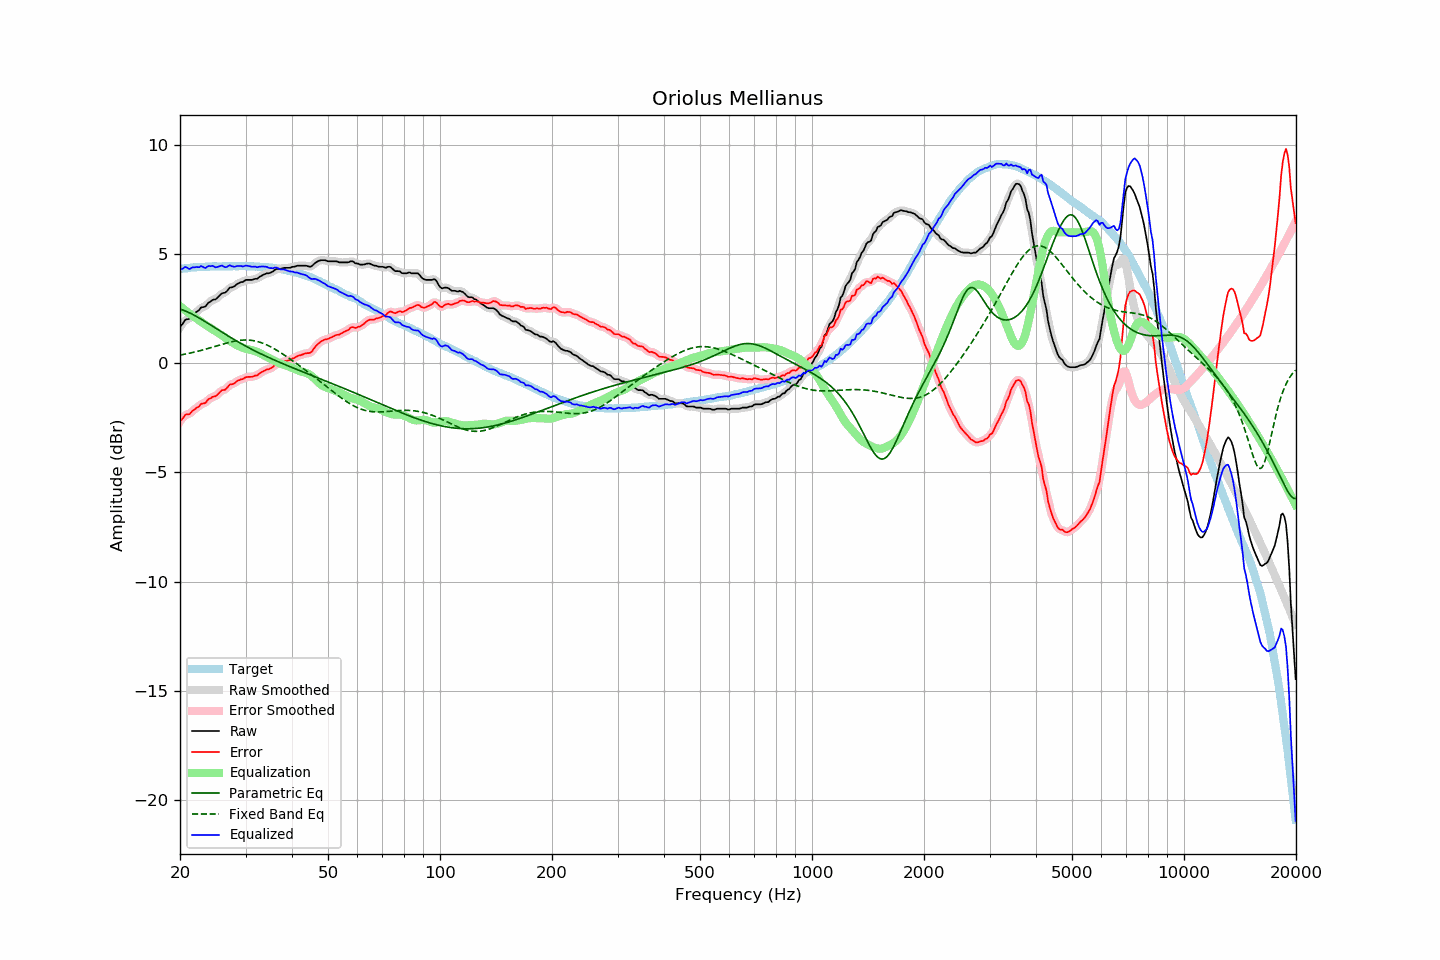 Oriolus Mellianus
Amplitude (dBr)
10
5
0
−5
−10
−15
−20
Target
Raw Smoothed
Error Smoothed
Raw
Error
Equalization
Parametric Eq
Fixed Band Eq
Equalized
20 50 100 200 500 1000 2000 5000 10000 20000
Frequency (Hz)